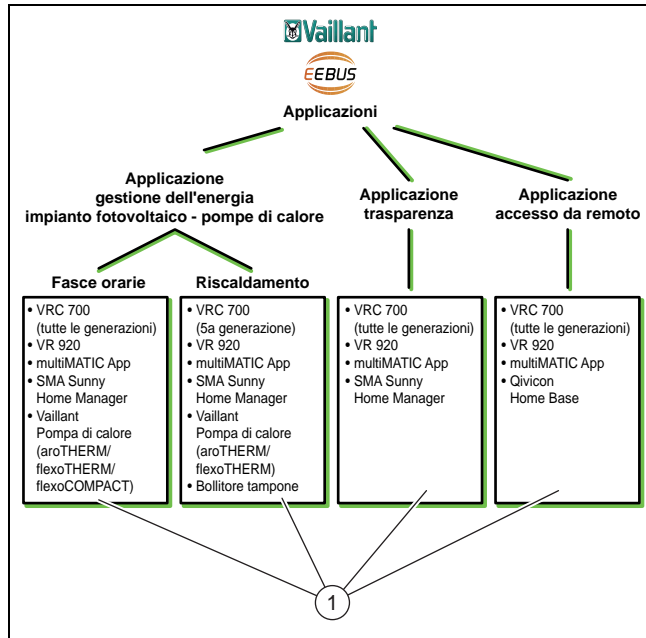 Vaillant
EEBUS
Applicazioni
Applicazione
gestione dell'energia
impianto fotovoltaico - pompe di calore
Applicazione
trasparenza
Applicazione
accesso da remoto
Fasce orarie
• VRC 700
(tutte le generazioni)
• VR 920
• multiMATIC App
• SMA Sunny
Home Manager
• Vaillant
Pompa di calore
(aroTHERM/
flexoTHERM/
flexoCOMPACT)
Riscaldamento
• VRC 700
(5a generazione)
• VR 920
• multiMATIC App
• SMA Sunny
Home Manager
• Vaillant
Pompa di calore
(aroTHERM/
flexoTHERM)
• Bollitore tampone
• VRC 700
(tutte le generazioni)
• VR 920
• multiMATIC App
• SMA Sunny
Home Manager
• VRC 700
(tutte le generazioni)
• VR 920
• multiMATIC App
• Qivicon
Home Base
1